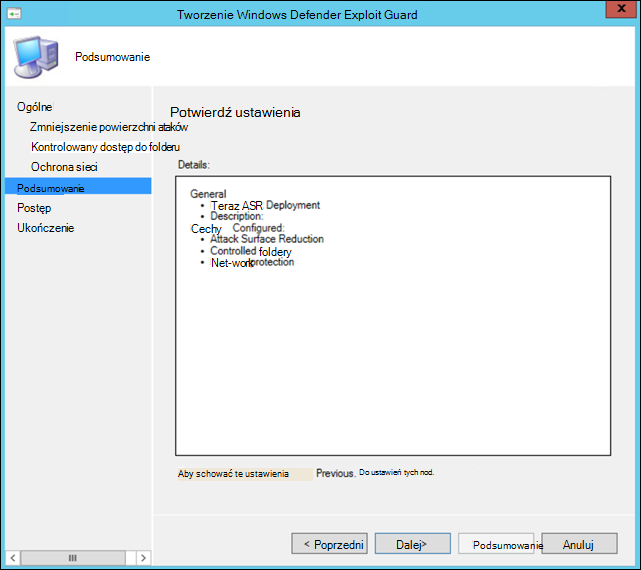 Tworzenie Windows Defender Exploit Guard
x
Podsumowanie
Ogólne
Zmniejszenie powierzchni ataków
Kontrolowany dostęp do folderu
Ochrona sieci
Podsumowanie
Postęp
Ukończenie
Potwierdź ustawienia
Details:
General
• Teraz ASR Deployment
• Description:
Cechy Configured:
• Attack Surface Reduction
• Controlled foldery
• Net-work protection
Aby sohować te ustawienia Previous. Do ustawień tych nod.
< Poprzedni
Dalej>
Podsumowanie
Anuluj